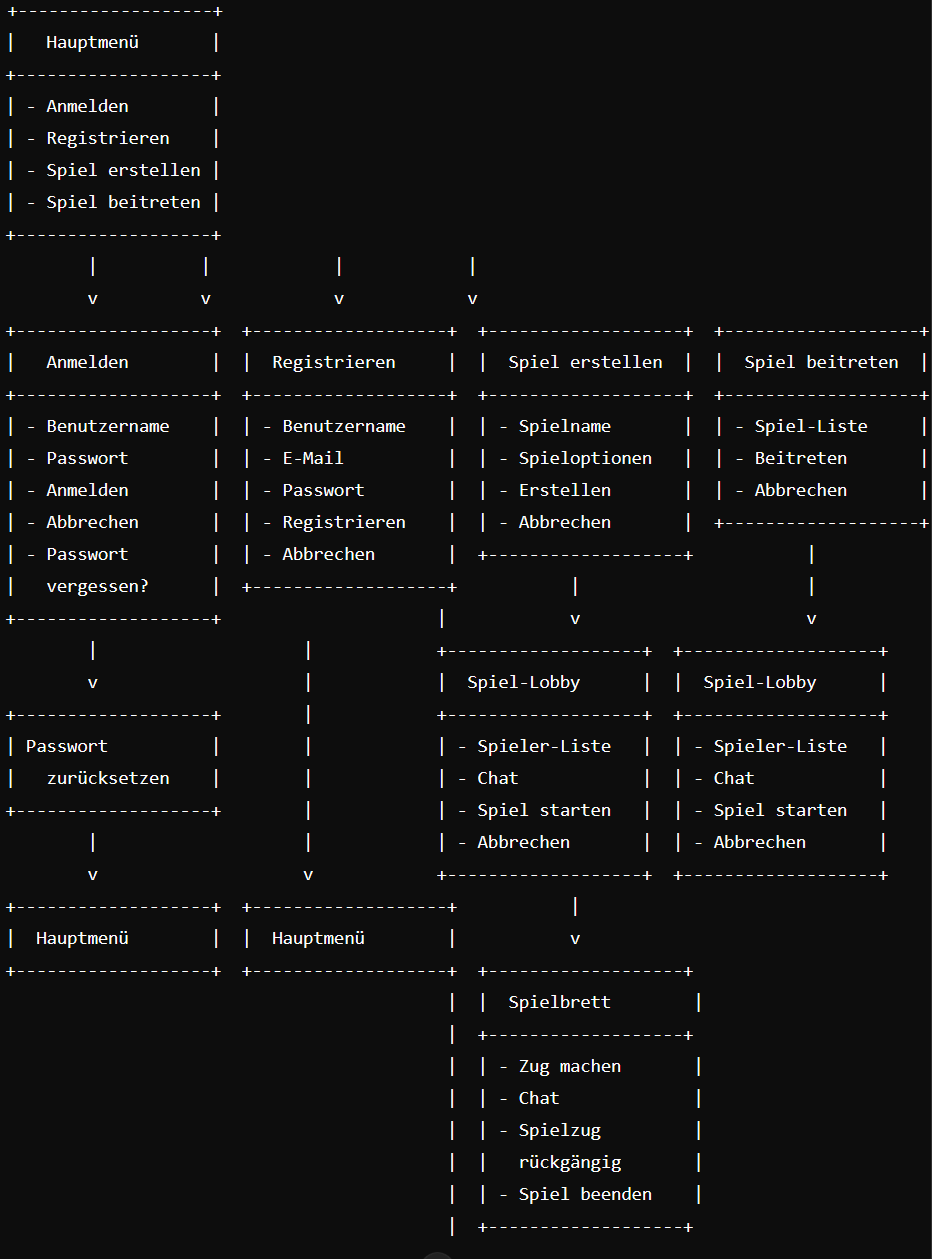 +-------------------+
|   Hauptmenü       |
+-------------------+
| - Anmelden        |
| - Registrieren    |
| - Spiel erstellen |
| - Spiel beitreten |
+-------------------+
        |          |            |            |
        v          v            v            v
+-------------------+  +-------------------+  +-------------------+  +-------------------+
|   Anmelden        |  |  Registrieren     |  |  Spiel erstellen  |  |  Spiel beitreten  |
+-------------------+  +-------------------+  +-------------------+  +-------------------+
| - Benutzername    |  | - Benutzername    |  | - Spielname       |  | - Spiel-Liste     |
| - Passwort        |  | - E-Mail          |  | - Spieloptionen   |  | - Beitreten       |
| - Anmelden        |  | - Passwort        |  | - Erstellen       |  | - Abbrechen       |
| - Abbrechen       |  | - Registrieren    |  | - Abbrechen       |  +-------------------+
| - Passwort        |  | - Abbrechen       |  +-------------------+           |
|   vergessen?      |  +-------------------+           |                      |
+-------------------+                     |            v                      v
        |                    |            +-------------------+  +-------------------+
        v                    |            |  Spiel-Lobby      |  |  Spiel-Lobby      |
+-------------------+        |            +-------------------+  +-------------------+
| Passwort          |        |            | - Spieler-Liste   |  | - Spieler-Liste   |
|   zurücksetzen    |        |            | - Chat            |  | - Chat            |
+-------------------+        |            | - Spiel starten   |  | - Spiel starten   |
        |                    |            | - Abbrechen       |  | - Abbrechen       |
        v                    v            +-------------------+  +-------------------+
+-------------------+  +-------------------+           |
|  Hauptmenü        |  |  Hauptmenü        |           v
+-------------------+  +-------------------+  +-------------------+
                                           |  |  Spielbrett        |
                                           |  +-------------------+
                                           |  | - Zug machen       |
                                           |  | - Chat             |
                                           |  | - Spielzug         |
                                           |  |   rückgängig       |
                                           |  | - Spiel beenden    |
                                           |  +-------------------+